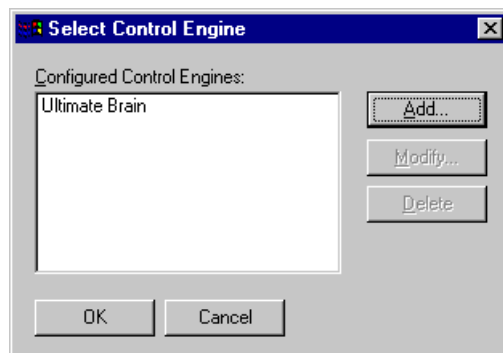 Select Control Engine
Configured Control Engines:
Ultimate Brain
Add...
Modify...
Delete
OK
Cancel